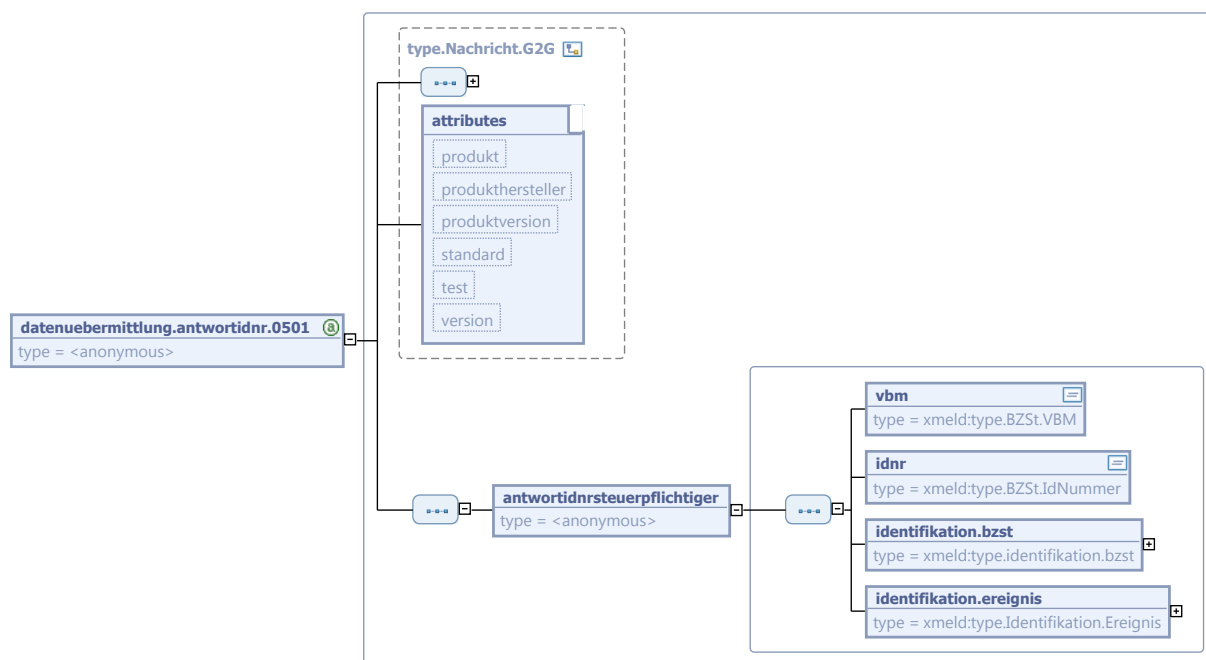 type.Nachricht.G2G
attributes
produkt
produkthersteller
produktversion
standard
test
version
datenuebermittlung.antwortidnr.0501 a
type = <anonymous>
antwortidnrsteuerpflichtiger
type = <anonymous>
vbm
type = xmeld:type.BZSt.VBM
idnr
type = xmeld:type.BZSt.IdNummer
identifikation.bzst
type = xmeld:type.identifikation.bzst
identifikation.ereignis
type = xmeld:type.Identifikation.Ereignis